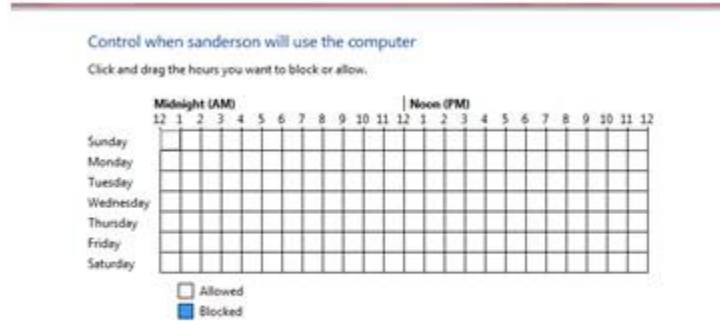 Control when sanderson will use the computer
Click and drag the hours you want to block or allow.
Midnight (AM) Noon (PM)
12 1 2 3 4 5 6 7 8 9 10 11 12 1 2 3 4 5 6 7 8 9 10 11 12
Sunday
Monday
Tuesday
Wednesday
Thursday
Friday
Saturday
Allowed
Blocked